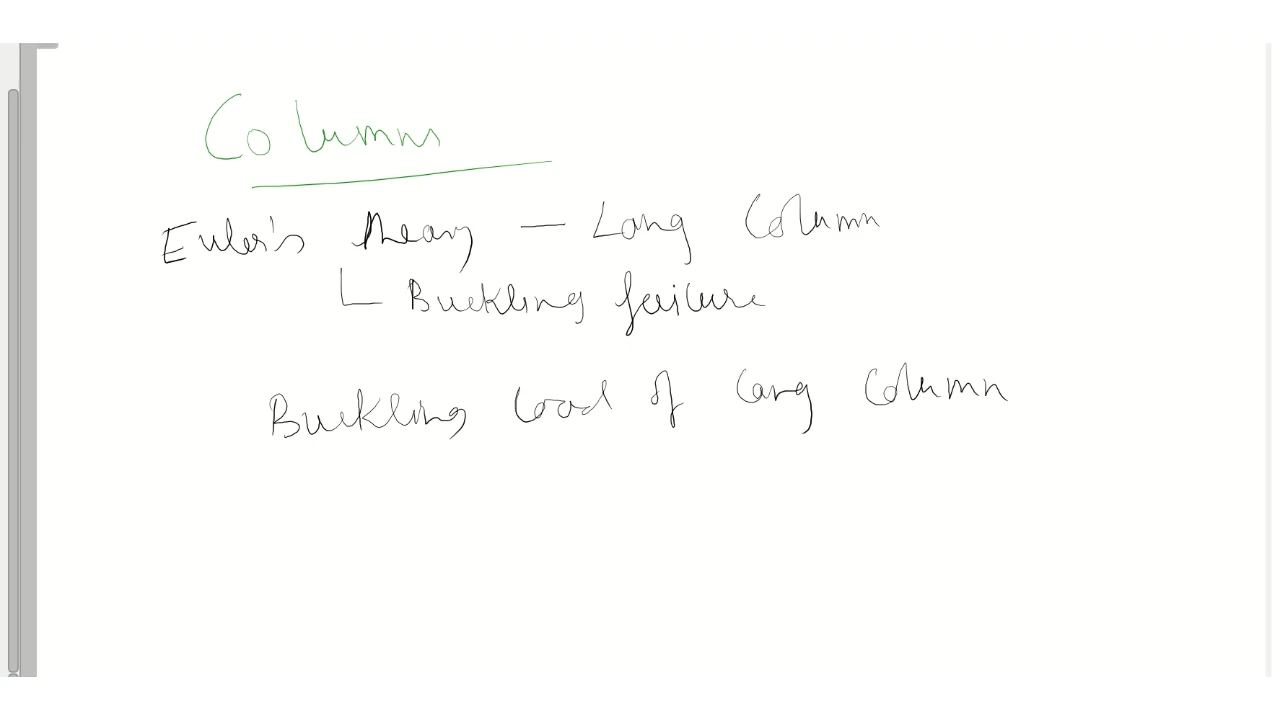 Columns
Euler's theory - Long Column
Buckling failure
Buckling load of long column